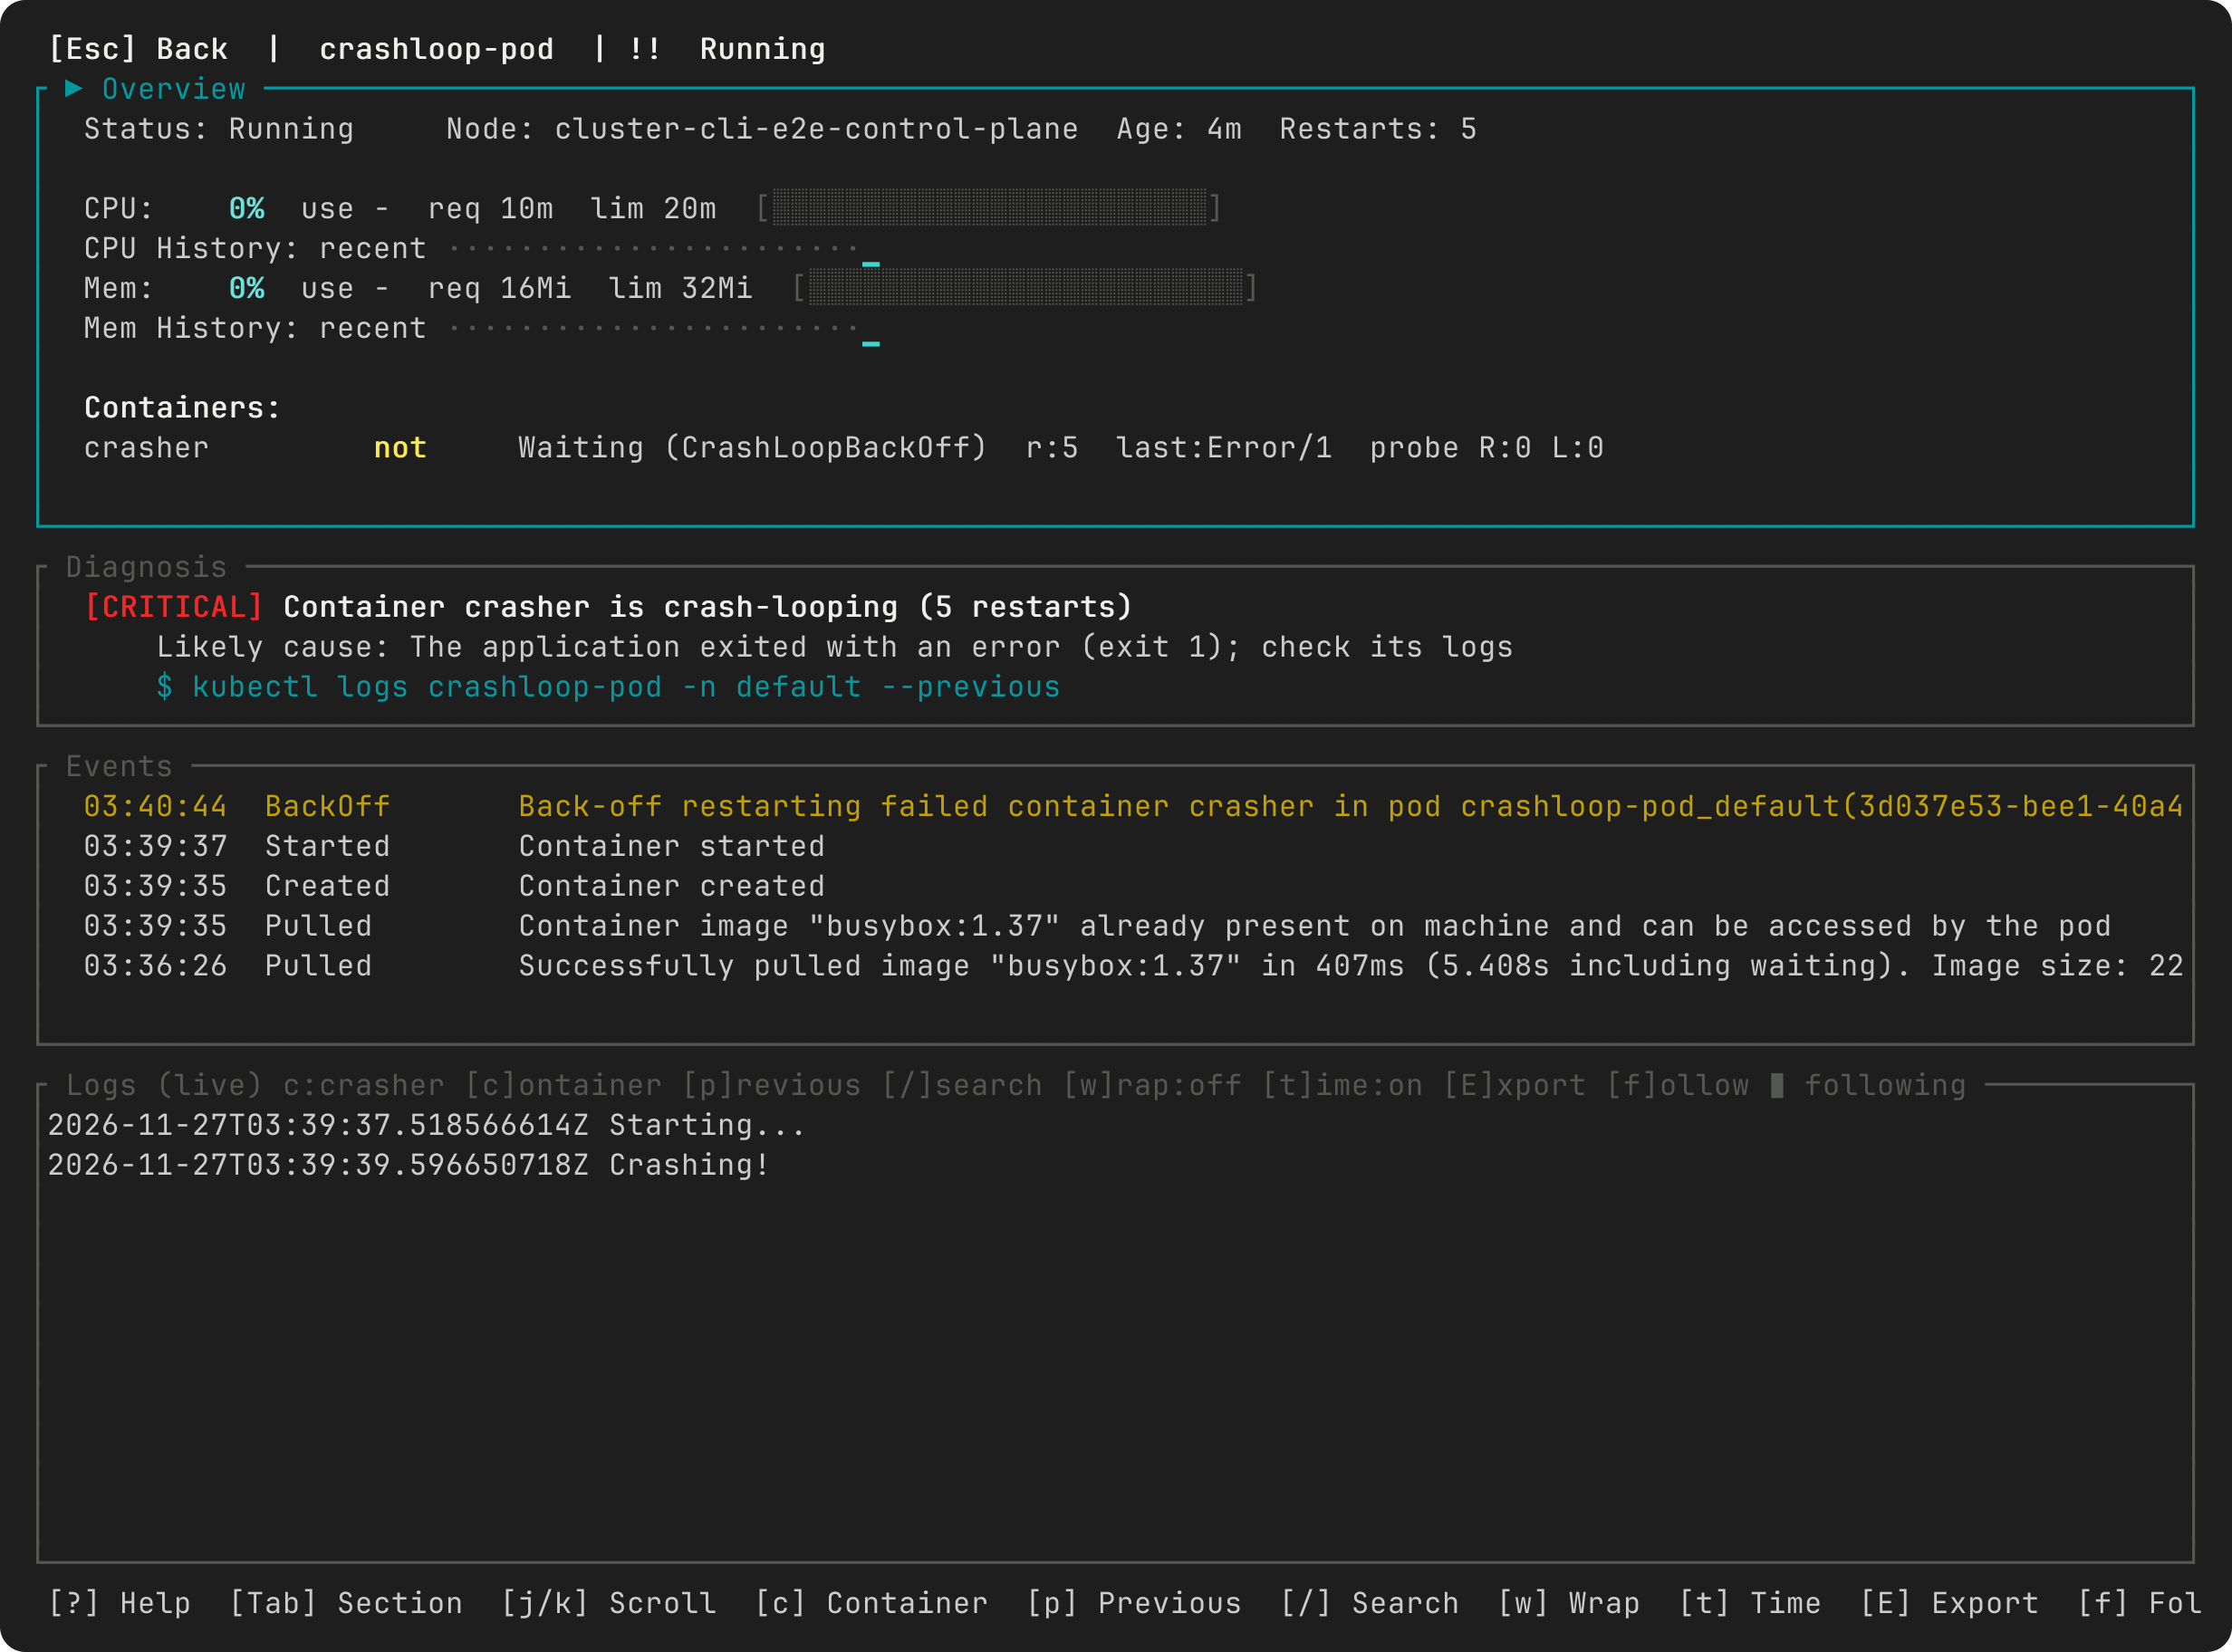 [Esc] Back | crashloop-pod | !! Running
▶ Overview
Status: Running Node: cluster-cli-e2e-control-plane Age: 4m Restarts: 5
CPU: 0% use - req 10m lim 20m [░░░░░░░░░░░░░░░░░░░░░░░░]
CPU History: recent ·······················▁
Mem: 0% use - req 16Mi lim 32Mi [░░░░░░░░░░░░░░░░░░░░░░░░]
Mem History: recent ·······················▁
Containers:
crasher not Waiting (CrashLoopBackOff) r:5 last:Error/1 probe R:0 L:0
Diagnosis
[CRITICAL] Container crasher is crash-looping (5 restarts)
Likely cause: The application exited with an error (exit 1); check its logs
$ kubectl logs crashloop-pod -n default --previous
Events
03:40:44 BackOff Back-off restarting failed container crasher in pod crashloop-pod_default(3d037e53-bee1-40a4
03:39:37 Started Container started
03:39:35 Created Container created
03:39:35 Pulled Container image "busybox:1.37" already present on machine and can be accessed by the pod
03:36:26 Pulled Successfully pulled image "busybox:1.37" in 407ms (5.408s including waiting). Image size: 22
Logs (live) c:crasher [c]ontainer [p]revious [/]search [w]rap:off [t]ime:on [E]xport [f]ollow █ following
2026-11-27T03:39:37.518566614Z Starting...
2026-11-27T03:39:39.596650718Z Crashing!
[?] Help [Tab] Section [j/k] Scroll [c] Container [p] Previous [/] Search [w] Wrap [t] Time [E] Export [f] Fol